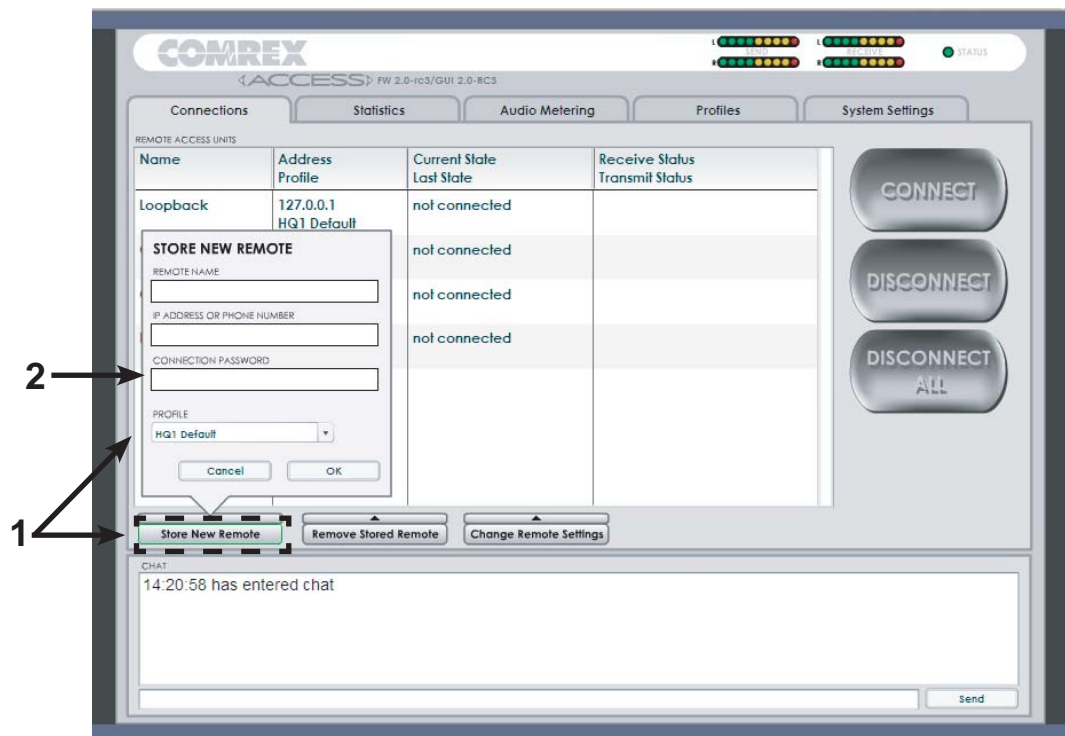 COMREX
ACCESS FW 2.0-rc3/GUI 2.0-RC3
L SEND
R
L RECEIVE
R
STATUS
Connections Statistics Audio Metering Profiles System Settings
REMOTE ACCESS UNITS
Name Address Current State Receive Status
Profile Last State Transmit Status
Loopback 127.0.0.1 not connected
HQ1 Default
not connected
not connected
not connected
STORE NEW REMOTE
REMOTE NAME
IP ADDRESS OR PHONE NUMBER
CONNECTION PASSWORD
PROFILE
HQ1 Default
Cancel OK
CONNECT
DISCONNECT
DISCONNECT
ALL
2
1
Store New Remote Remove Stored Remote Change Remote Settings
CHAT
14:20:58 has entered chat
Send